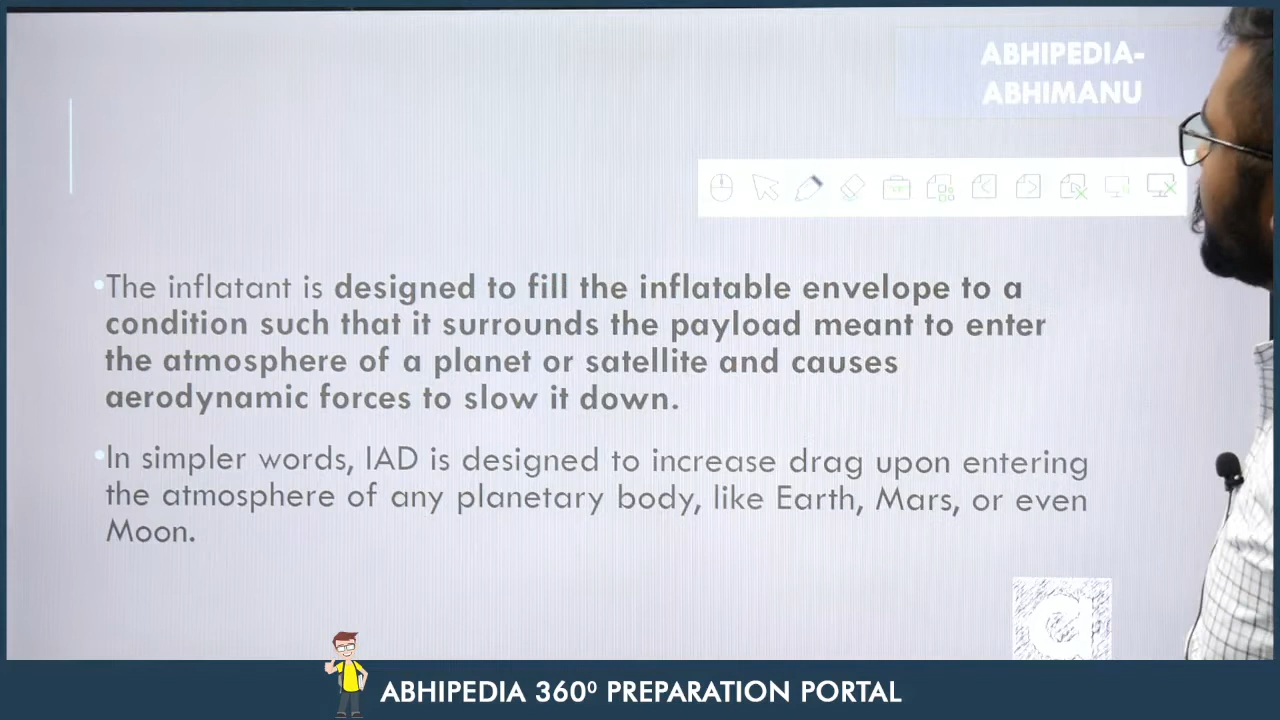 ABHIPEDIA-
ABHIMANU
•The inflatant is designed to fill the inflatable envelope to a
condition such that it surrounds the payload meant to enter
the atmosphere of a planet or satellite and causes
aerodynamic forces to slow it down.
•In simpler words, IAD is designed to increase drag upon entering
the atmosphere of any planetary body, like Earth, Mars, or even
Moon.
a
ABHIPEDIA 360⁰ PREPARATION PORTAL